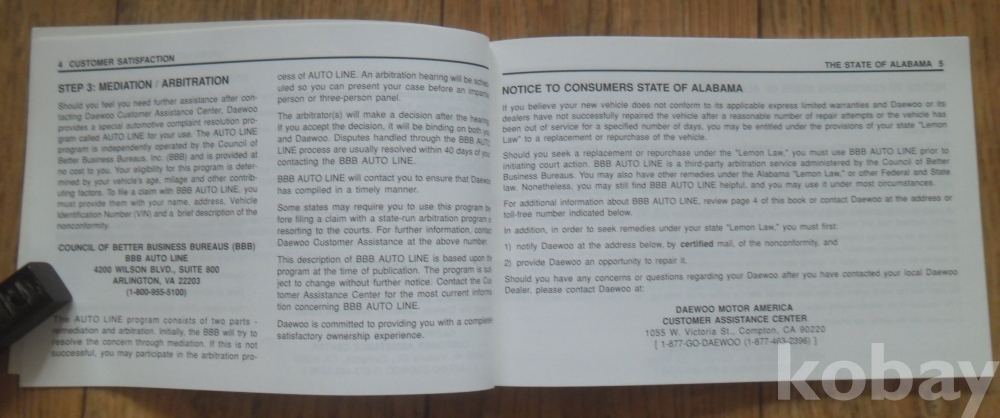 4 CUSTOMER SATISFACTION
STEP 3: MEDIATION / ARBITRATION
Should you feel you need further assistance after con-
tacting Daewoo Customer Assistance Center, Daewoo
provides a special automotive complaint resolution pro-
gram called AUTO LINE for your use. The AUTO LINE
program is independently operated by the Council of
Better Business Bureaus, Inc. (BBB) and is provided at
no cost to you. Your eligibility for this program is deter-
mined by your vehicle's age, milage and other contrib-
uting factors. To file a claim with BBB AUTO LINE, you
must provide them with your name, address, Vehicle
Identification Number (VIN) and a brief description of the
nonconformity.
COUNCIL OF BETTER BUSINESS BUREAUS (BBB)
BBB AUTO LINE
4200 WILSON BLVD., SUITE 800
ARLINGTON, VA 22203
(1-800-955-5100)
The AUTO LINE program consists of two parts -
mediation and arbitration. Initially, the BBB will try to
resolve the concern through mediation. If this is not
successful, you may participate in the arbitration pro-
cess of AUTO LINE. An arbitration hearing will be
uled so you can present your case before an
person or three-person panel.
The arbitrator(s) will make a decision after the
If you accept the decision, it will be binding on both
and Daewoo. Disputes handled through the BBB
LINE process are usually resolved within 40 days of
contacting the BBB AUTO LINE.
BBB AUTO LINE will contact you to ensure that
has complied in a timely manner.
Some states may require you to use this program
fore filing a claim with a state-run arbitration program
resorting to the courts. For further information,
Daewoo Customer Assistance at the above number.
This description of BBB AUTO LINE is based upon
program at the time of publication. The program is
ject to change without further notice. Contact the
tomer Assistance Center for the most current
tion concerning BBB AUTO LINE.
Daewoo is committed to providing you with a complete
satisfactory ownership experience.
THE STATE OF ALABAMA 5
NOTICE TO CONSUMERS STATE OF ALABAMA
If you believe your new vehicle does not conform to its applicable express limited warranties and Daewoo or its
dealers have not successfully repaired the vehicle after a reasonable number of repair attempts or the vehicle has
been out of service for a specified number of days, you may be entitled under the provisions of your state "Lemon
Law" to a replacement or repurchase of the vehicle.
Should you seek a replacement or repurchase under the "Lemon Law," you must use BBB AUTO LINE prior to
initiating court action. BBB AUTO LINE is a third-party arbitration service administered by the Council of Better
Business Bureaus. You may also have other remedies under the Alabama "Lemon Law," or other Federal and State
law. Nonetheless, you may still find BBB AUTO LINE helpful, and you may use it under most circumstances.
For additional information about BBB AUTO LINE, review page 4 of this book or contact Daewoo at the address or
toll-free number indicated below.
In addition, in order to seek remedies under your state "Lemon Law," you must first:
1) notify Daewoo at the address below, by certified mail, of the nonconformity, and
2) provide Daewoo an opportunity to repair it.
Should you have any concerns or questions regarding your Daewoo after you have contacted your local Daewoo
Dealer, please contact Daewoo at:
DAEWOO MOTOR AMERICA
CUSTOMER ASSISTANCE CENTER
1055 W. Victoria St., Compton, CA 90220
[ 1-877-GO-DAEWOO (1-877-463-2396) ]
kobay